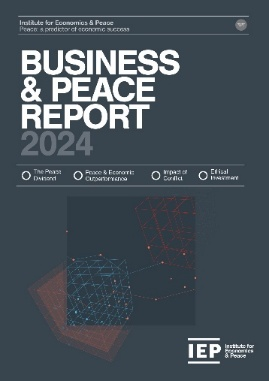 Institute for Economics & Peace
Peace: a predictor of economic success
BUSINESS
& PEACE
REPORT
2024
The Peace
Dividend
Peace & Economic
Outperformance
Impact of
Conflict
Ethical
Investment
IEP
Institute for
Economics
& Peace